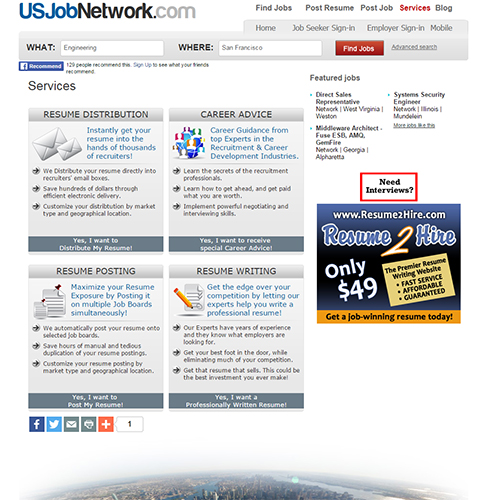 USJobNetwork.com
Find Jobs Post Resume Post Job Services Blog
Home Job Seeker Sign-in Employer Sign-in Mobile
WHAT: Engineering WHERE: San Francisco Find Jobs Advanced search
Recommend 129 people recommend this. Sign Up to see what your friends
recommend.
Services
RESUME DISTRIBUTION
Instantly get your
resume into the
hands of thousands
of recruiters!
We Distribute your resume directly into
recruiters' email boxes.
Save hundreds of dollars through
efficient electronic delivery.
Customize your distribution by market
type and geographical location.
Yes, I want to
Distribute My Resume!
CAREER ADVICE
Career Guidance from
top Experts in the
Recruitment & Career
Development Industries.
Learn the secrets of the recruitment
professionals.
Learn how to get ahead, and get paid
what you are worth.
Implement powerful negotiating and
interviewing skills.
Yes, I want to receive
special Career Advice!
RESUME POSTING
Maximize your Resume
Exposure by Posting it
on multiple Job Boards
simultaneously!
We automatically post your resume onto
selected job boards.
Save hours of manual and tedious
duplication of your resume postings.
Customize your resume posting by
market type and geographic location.
Yes, I want to
Post My Resume!
RESUME WRITING
Get the edge over your
competition by letting our
experts help you write a
professional resume!
Our Experts have years of experience
and they know what employers
are looking for.
Get your best foot in the door, while
eliminating much of your competition.
Get that resume that sells. This could be
the best investment you ever make!
Yes, I want a
Professionally Written Resume!
1
Featured jobs
Direct Sales
Representative
Network | West Virginia |
Weston
Middleware Architect -
Fuse ESB, AMQ,
GemFire
Network | Georgia |
Alpharetta
Systems Security
Engineer
Network | Illinois |
Mundelein
More jobs like this
Need
Interviews?
www.Resume2Hire.com
Resume 2 Hire
Only
$49
The Premier Resume
Writing Website
• FAST SERVICE
• AFFORDABLE
• GUARANTEED
Get a job-winning resume today!